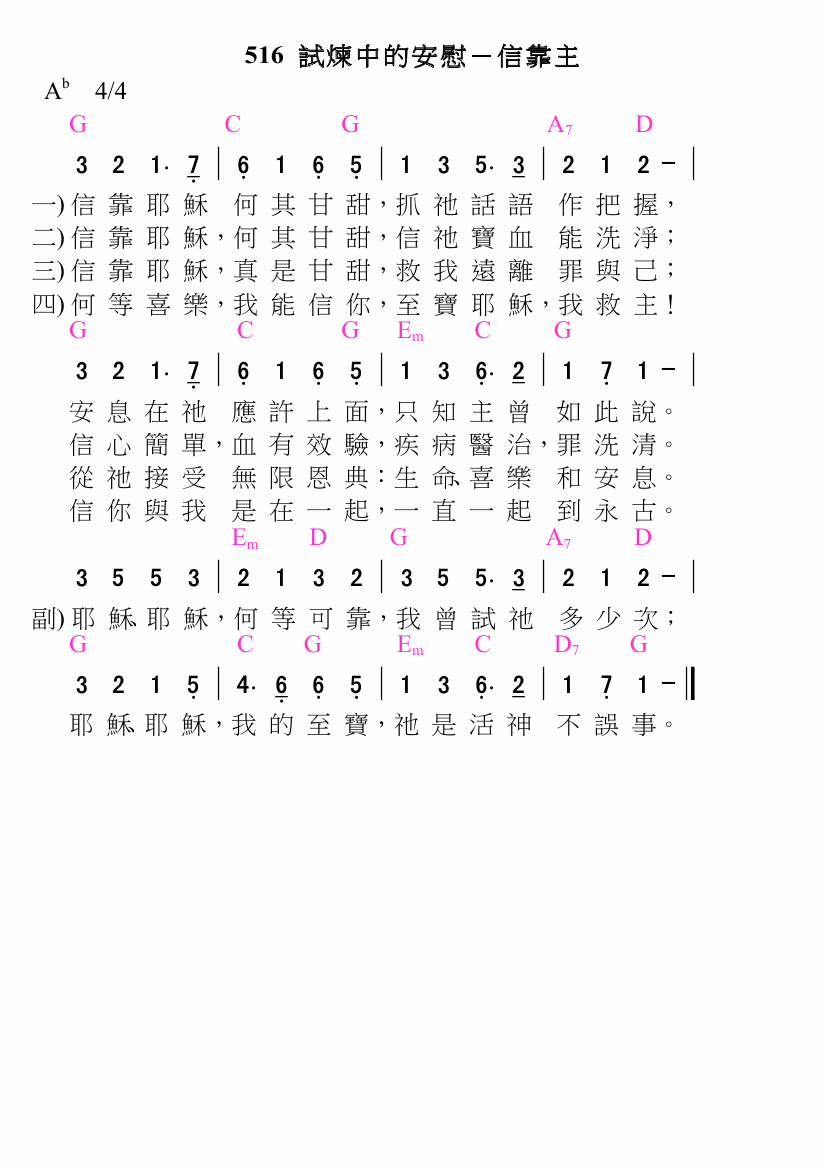 516 試煉中的安慰－信靠主
A♭ 4/4
G C G A7 D
3 2 1. 7̣ | 6̣ 1 6̣ 5̣ | 1 3 5. 3 | 2 1 2 － |
一) 信靠耶穌 何其甘甜，抓祂話語 作把握，
二) 信靠耶穌，何其甘甜，信祂寶血 能洗淨；
三) 信靠耶穌，真是甘甜，救我遠離 罪與己；
四) 何等喜樂，我能信你，至寶耶穌，我救主！
G C G Em C G
3 2 1. 7̣ | 6̣ 1 6̣ 5̣ | 1 3 6̣. 2 | 1 7̣ 1 － |
安息在祂 應許上面，只知主曾 如此說。
信心簡單，血有效驗，疾病醫治，罪洗清。
從祂接受 無限恩典：生命、喜樂 和安息。
信你與我 是在一起，一直一起 到永古。
Em D G A7 D
3 5 5 3 | 2 1 3 2 | 3 5 5. 3 | 2 1 2 － |
副) 耶穌、耶穌，何等可靠，我曾試祂 多少次；
G C G Em C D7 G
3 2 1 5̣ | 4. 6̣ 6̣ 5̣ | 1 3 6̣. 2 | 1 7̣ 1 － ‖
耶穌、耶穌，我的至寶，祂是活神 不誤事。